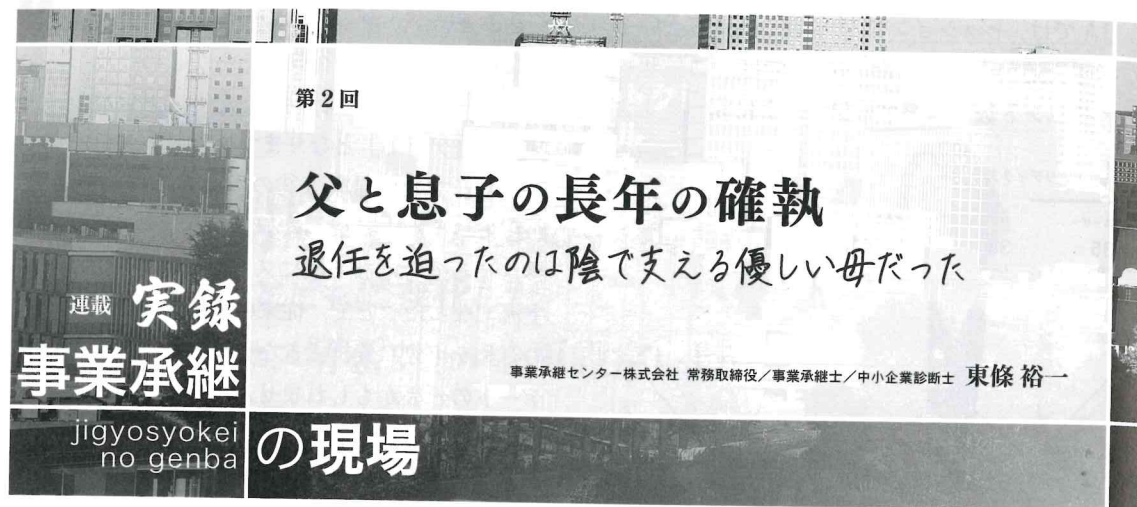 第2回
父と息子の長年の確執
退任を迫ったのは陰で支える優しい母だった
事業承継センター株式会社 常務取締役／事業承継士／中小企業診断士 東條 裕一
連載 実録
事業承継
の現場
jigyosyokei
no genba